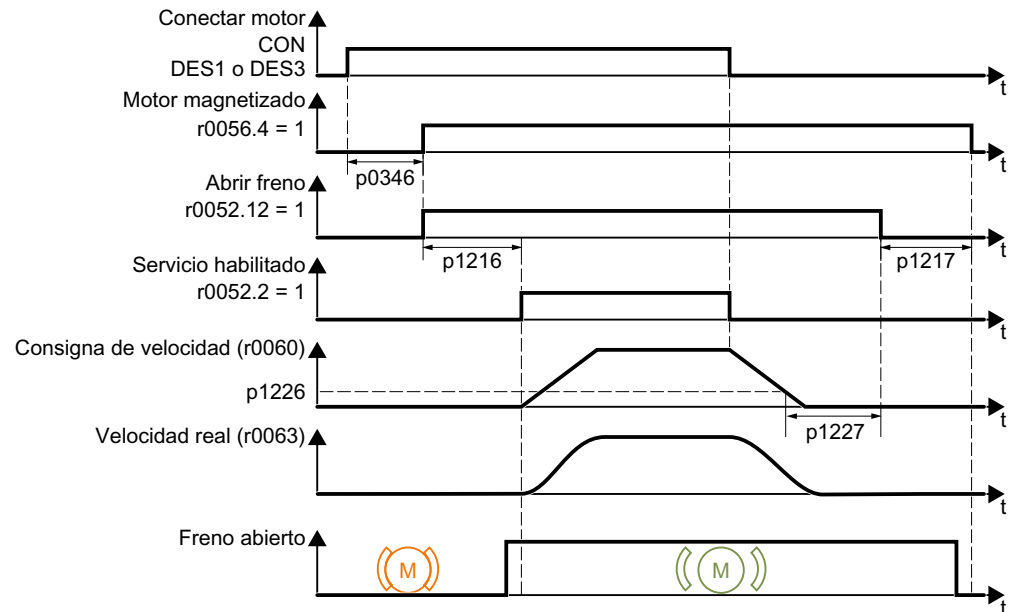 Conectar motor
CON
DES1 o DES3
t
Motor magnetizado
r0056.4 = 1
t
p0346
Abrir freno
r0052.12 = 1
t
p1216
p1217
Servicio habilitado
r0052.2 = 1
t
Consigna de velocidad (r0060)
p1226
t
p1227
Velocidad real (r0063)
t
Freno abierto
M
M
t